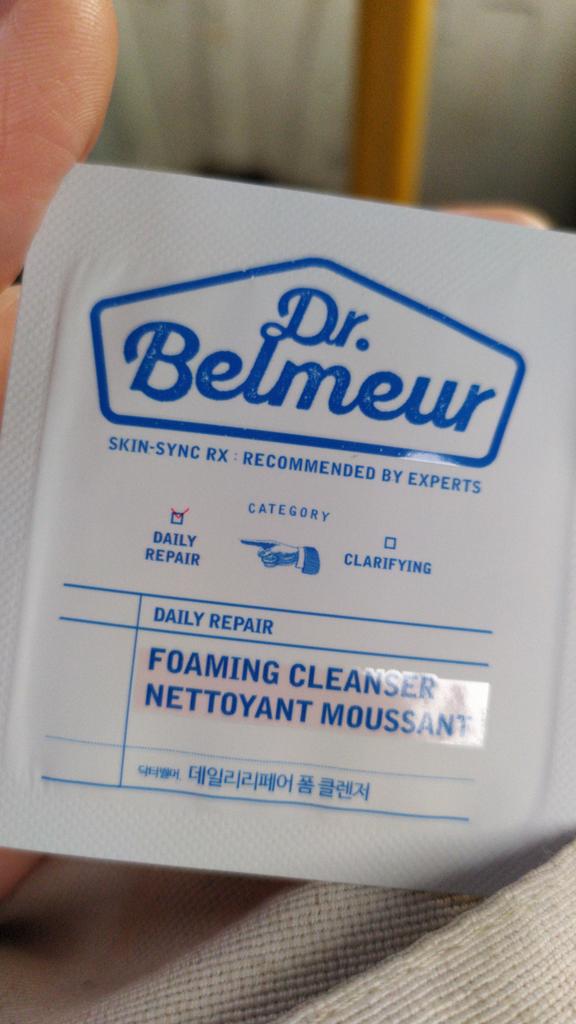 Dr.
Belmeur
SKIN-SYNC RX : RECOMMENDED BY EXPERTS
CATEGORY
DAILY
REPAIR
CLARIFYING
DAILY REPAIR
FOAMING CLEANSER
NETTOYANT MOUSSANT
닥터벨머. 데일리리페어 폼 클렌저